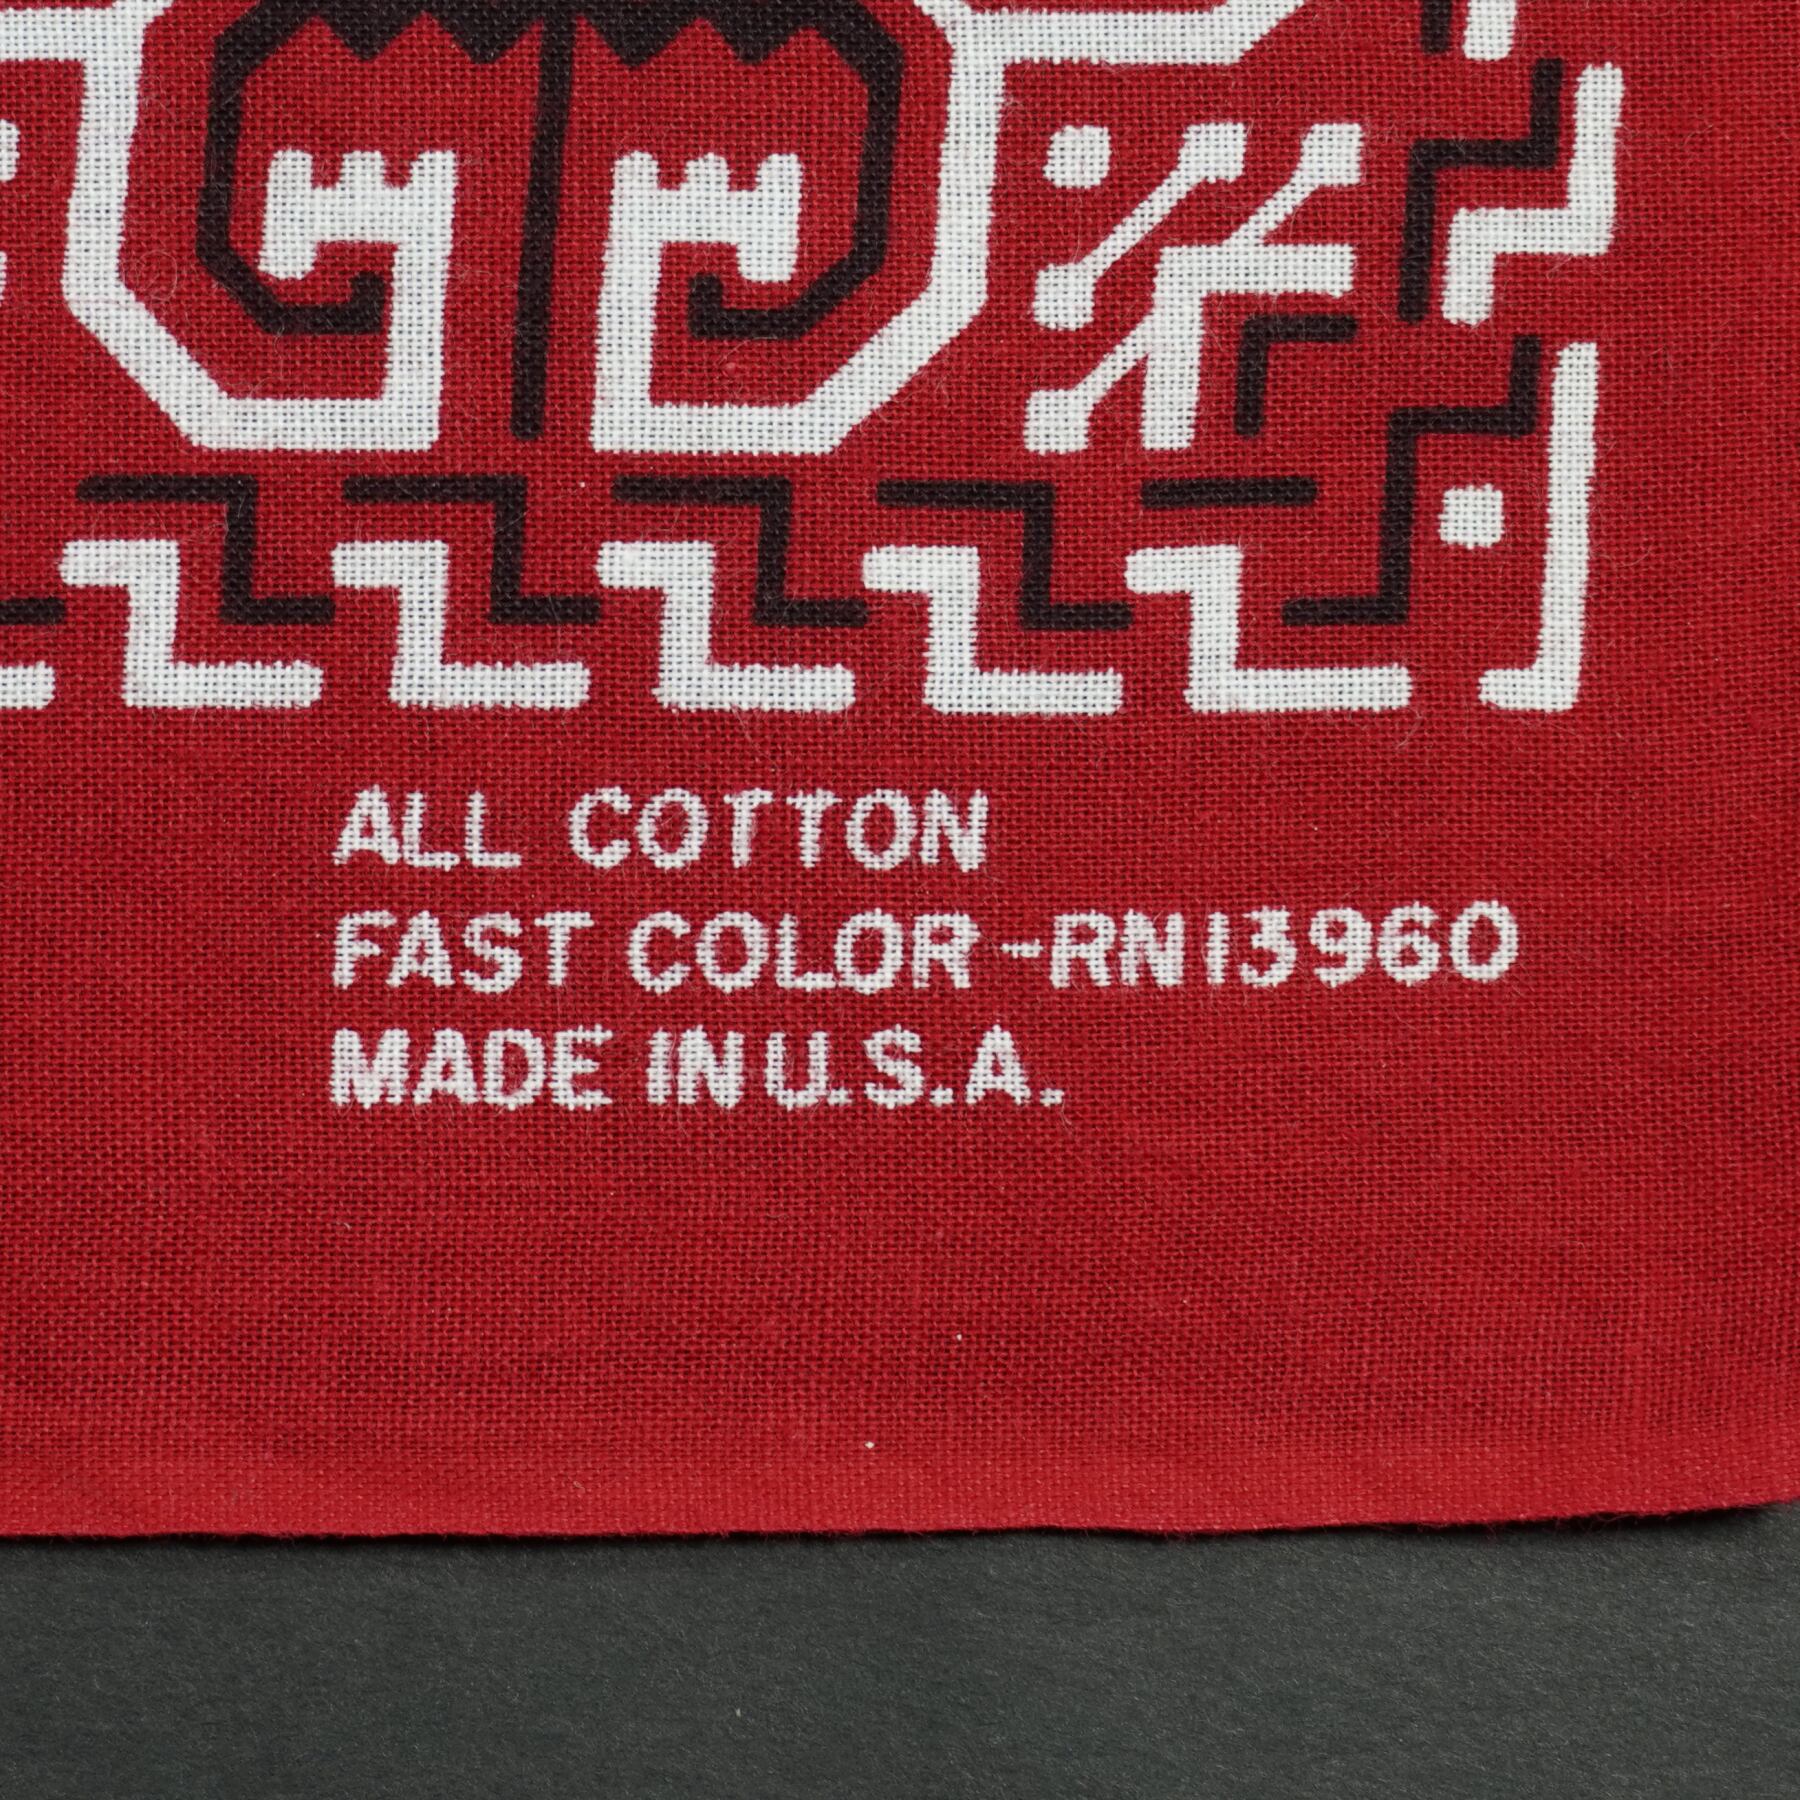 ALL COTTON
FAST COLOR-RN13960
MADE IN U.S.A.